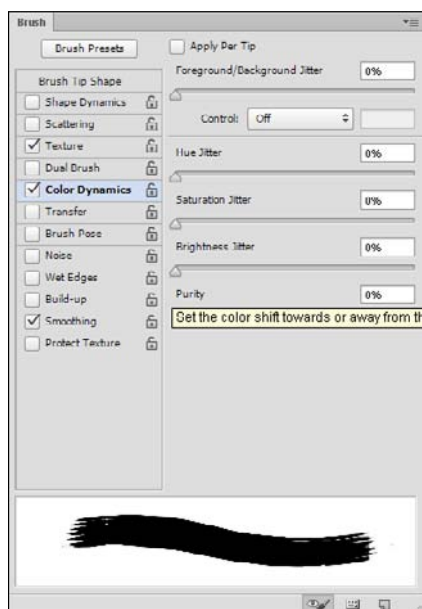 Brush
Brush Presets
Apply Per Tip
Brush Tip Shape
Foreground/Background Jitter 0%
Shape Dynamics
Scattering
Control: Off
Texture
Hue Jitter 0%
Dual Brush
Color Dynamics
Saturation Jitter 0%
Transfer
Brush Pose
Brightness Jitter 0%
Noise
Wet Edges
Build-up
Purity 0%
Smoothing
Set the color shift towards or away from th
Protect Texture